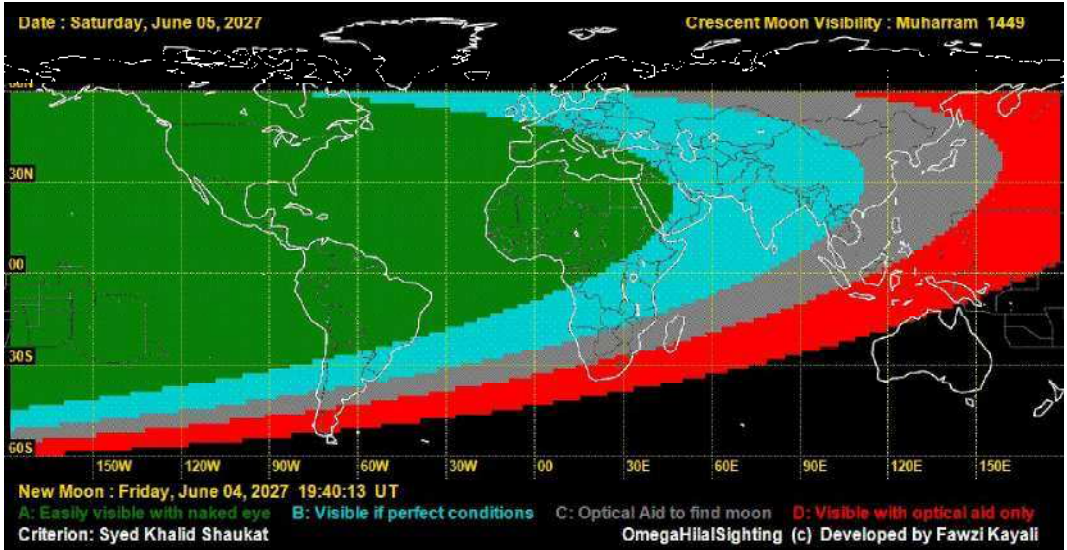 Date : Saturday, June 05, 2027
Crescent Moon Visibility : Muharram 1449
30N
00
30S
60S
150W 120W 90W 60W 30W 00 30E 60E 90E 120E 150E
New Moon : Friday, June 04, 2027 19:40:13 UT
A: Easily visible with naked eye B: Visible if perfect conditions C: Optical Aid to find moon D: Visible with optical aid only
Criterion: Syed Khalid Shaukat OmegaHilalSighting (c) Developed by Fawzi Kayali